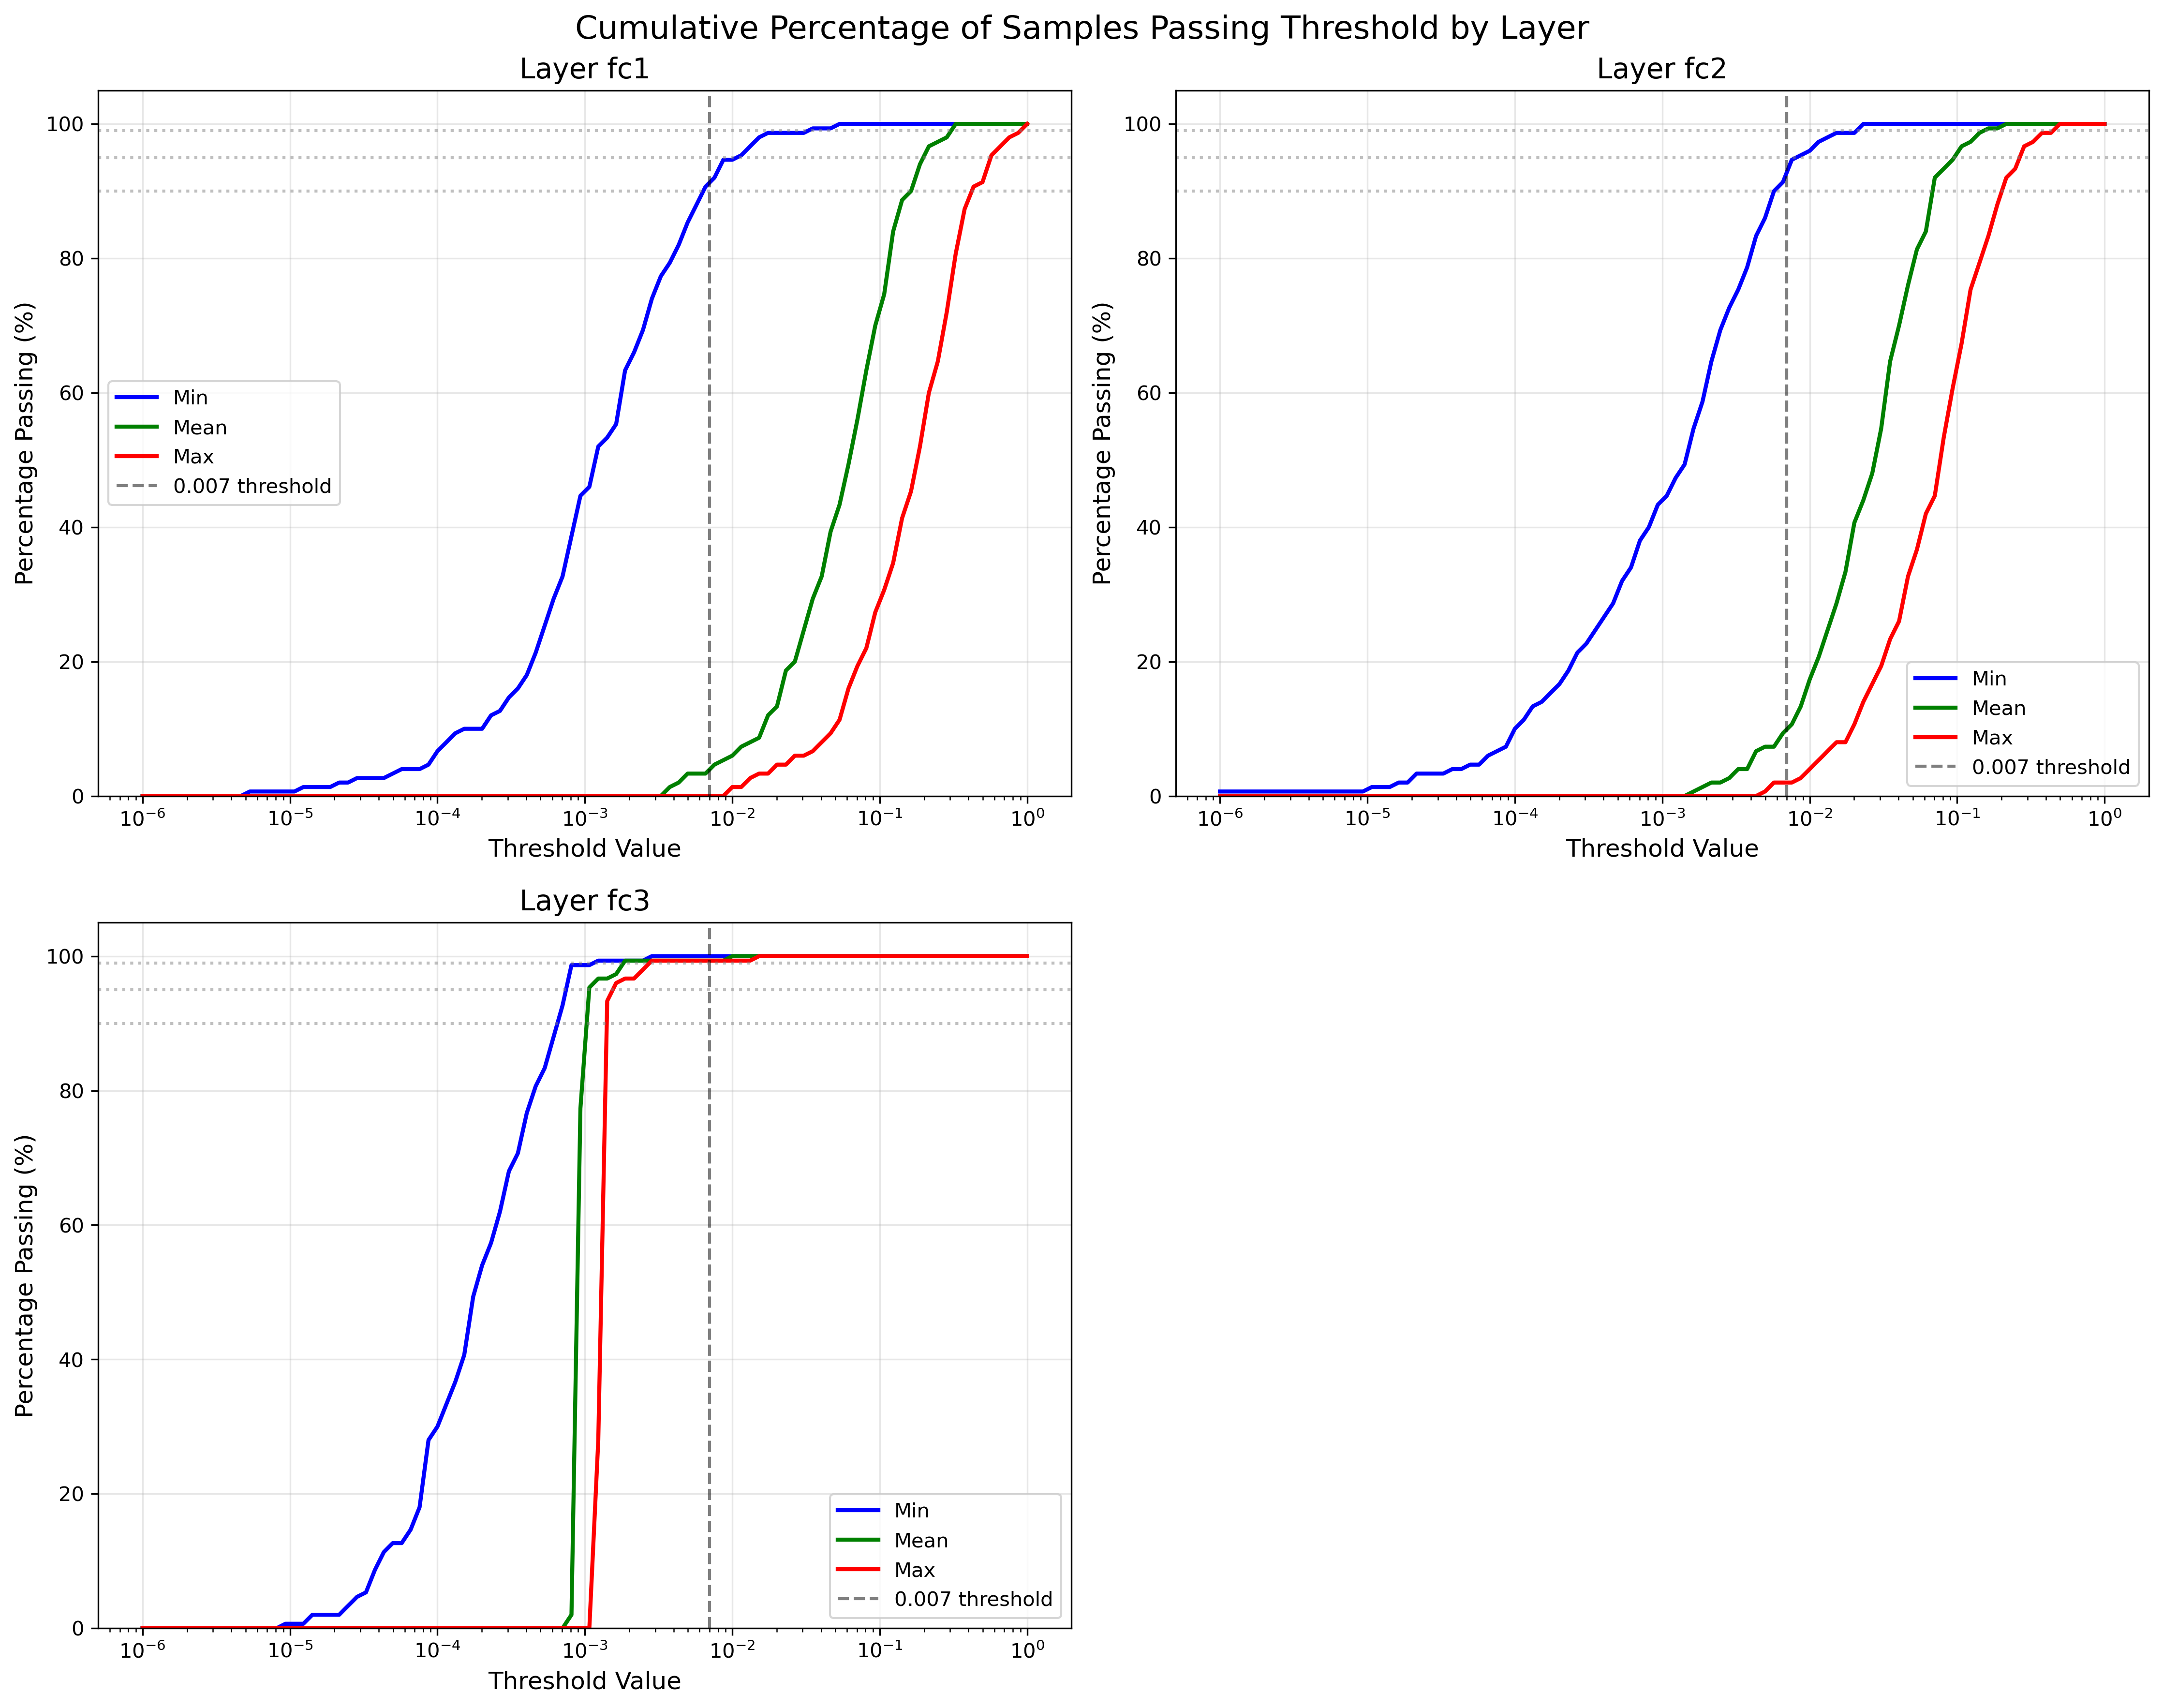 Cumulative Percentage of Samples Passing Threshold by Layer
Layer fc1
Percentage Passing (%)
100
80
60
40
20
0
Min
Mean
Max
0.007 threshold
10⁻⁶ 10⁻⁵ 10⁻⁴ 10⁻³ 10⁻² 10⁻¹ 10⁰
Threshold Value
Layer fc2
Percentage Passing (%)
100
80
60
40
20
0
Min
Mean
Max
0.007 threshold
10⁻⁶ 10⁻⁵ 10⁻⁴ 10⁻³ 10⁻² 10⁻¹ 10⁰
Threshold Value
Layer fc3
Percentage Passing (%)
100
80
60
40
20
0
Min
Mean
Max
0.007 threshold
10⁻⁶ 10⁻⁵ 10⁻⁴ 10⁻³ 10⁻² 10⁻¹ 10⁰
Threshold Value